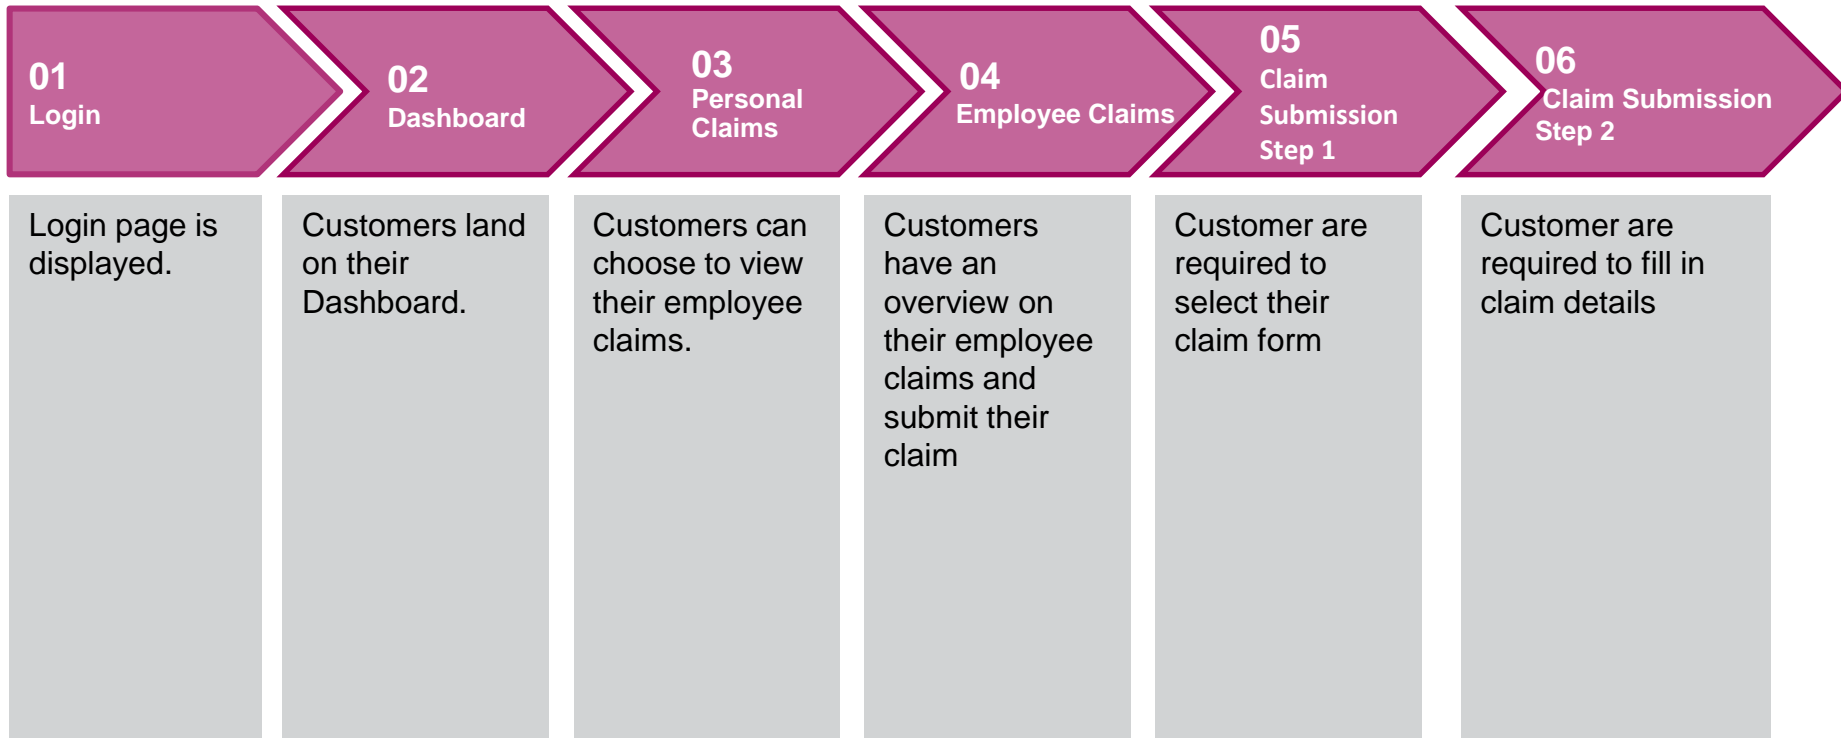 01
Login
02
Dashboard
03
Personal
Claims
04
Employee Claims
05
Claim
Submission
Step 1
06
Claim Submission
Step 2
Login page is
displayed.
Customers land
on their
Dashboard.
Customers can
choose to view
their employee
claims.
Customers
have an
overview on
their employee
claims and
submit their
claim
Customer are
required to
select their
claim form
Customer are
required to fill in
claim details